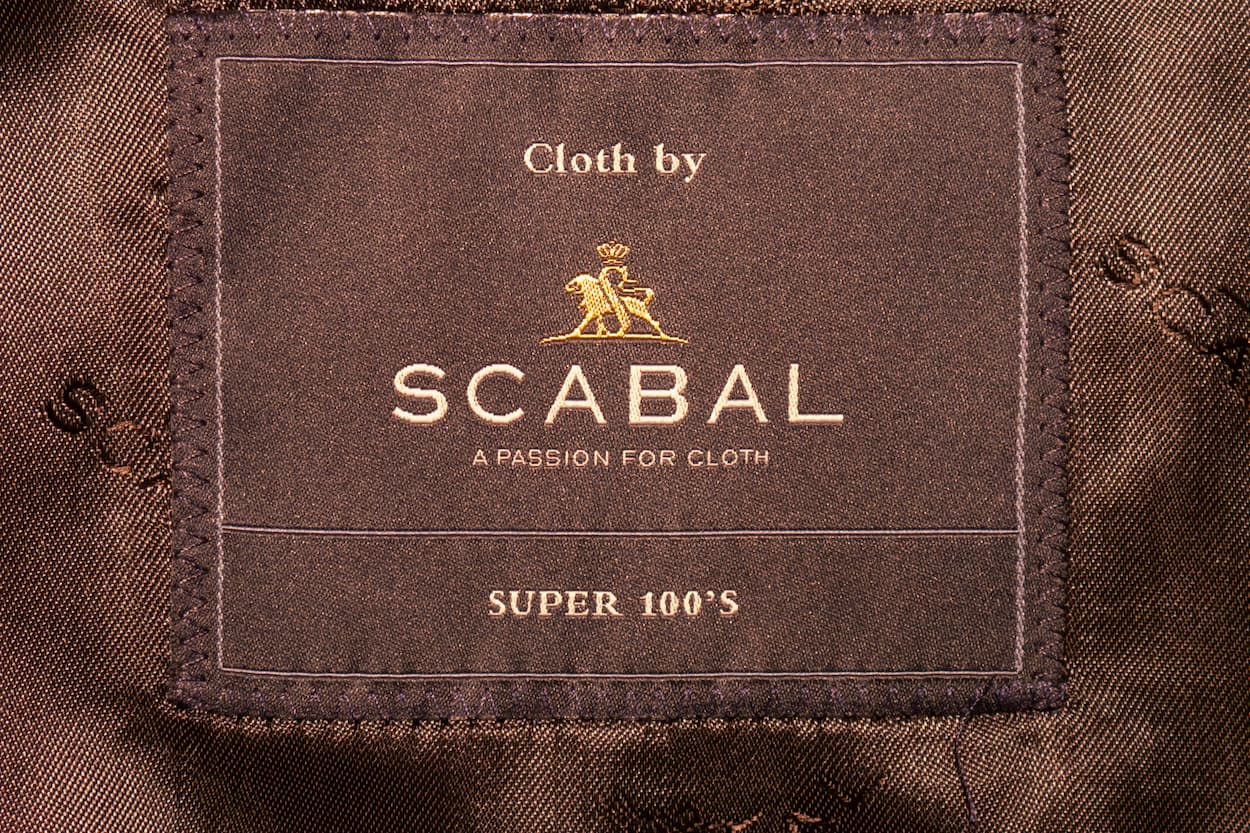 Cloth by
SCABAL
A PASSION FOR CLOTH
SUPER 100'S